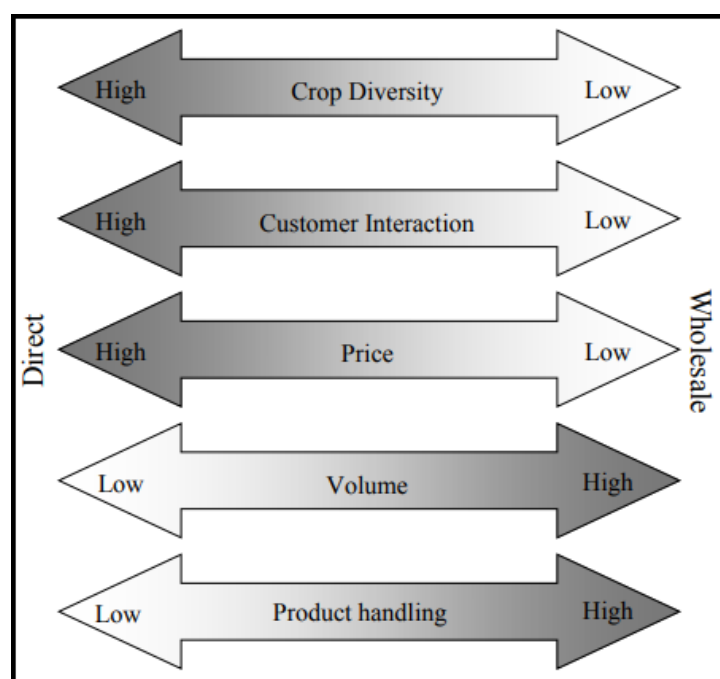 High Crop Diversity Low
High Customer Interaction Low
Direct
High Price Low
Wholesale
Low Volume High
Low Product handling High